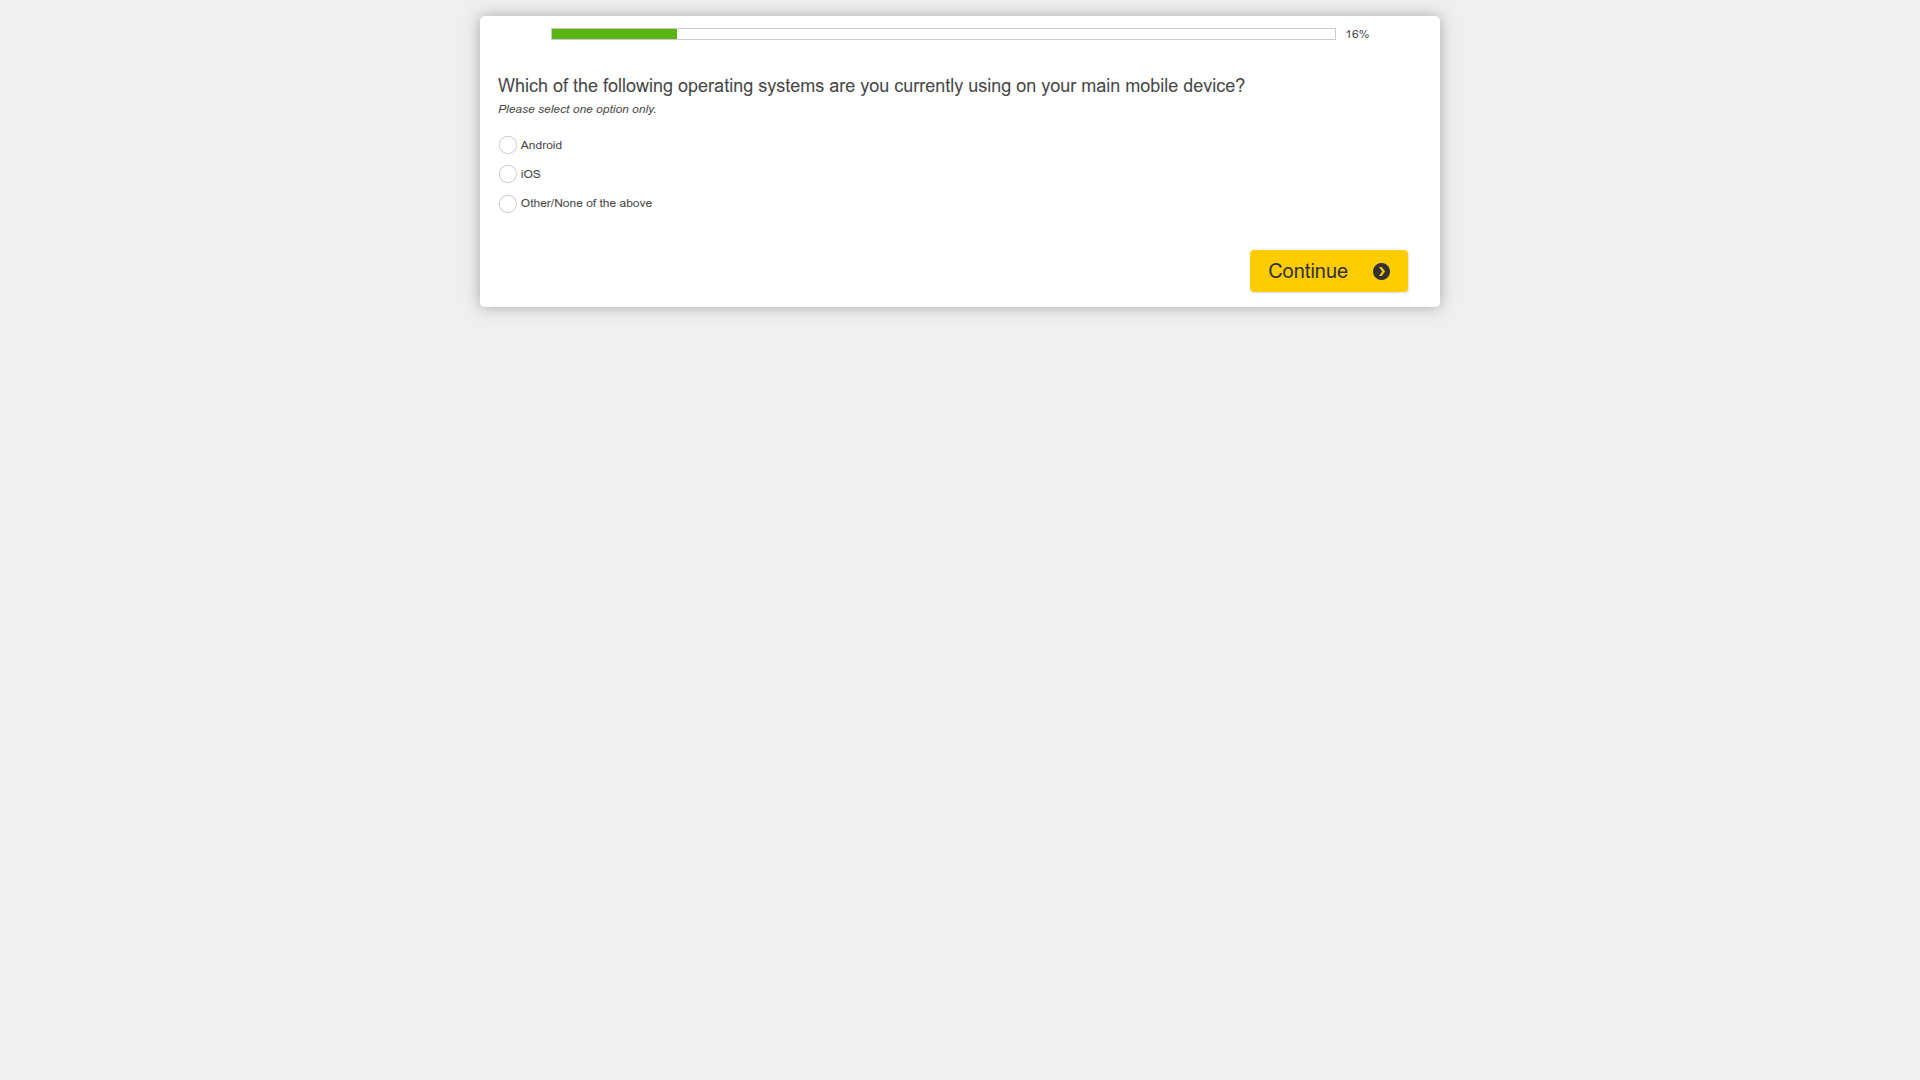 16%
Which of the following operating systems are you currently using on your main mobile device?
Please select one option only.
Android
iOS
Other/None of the above
Continue